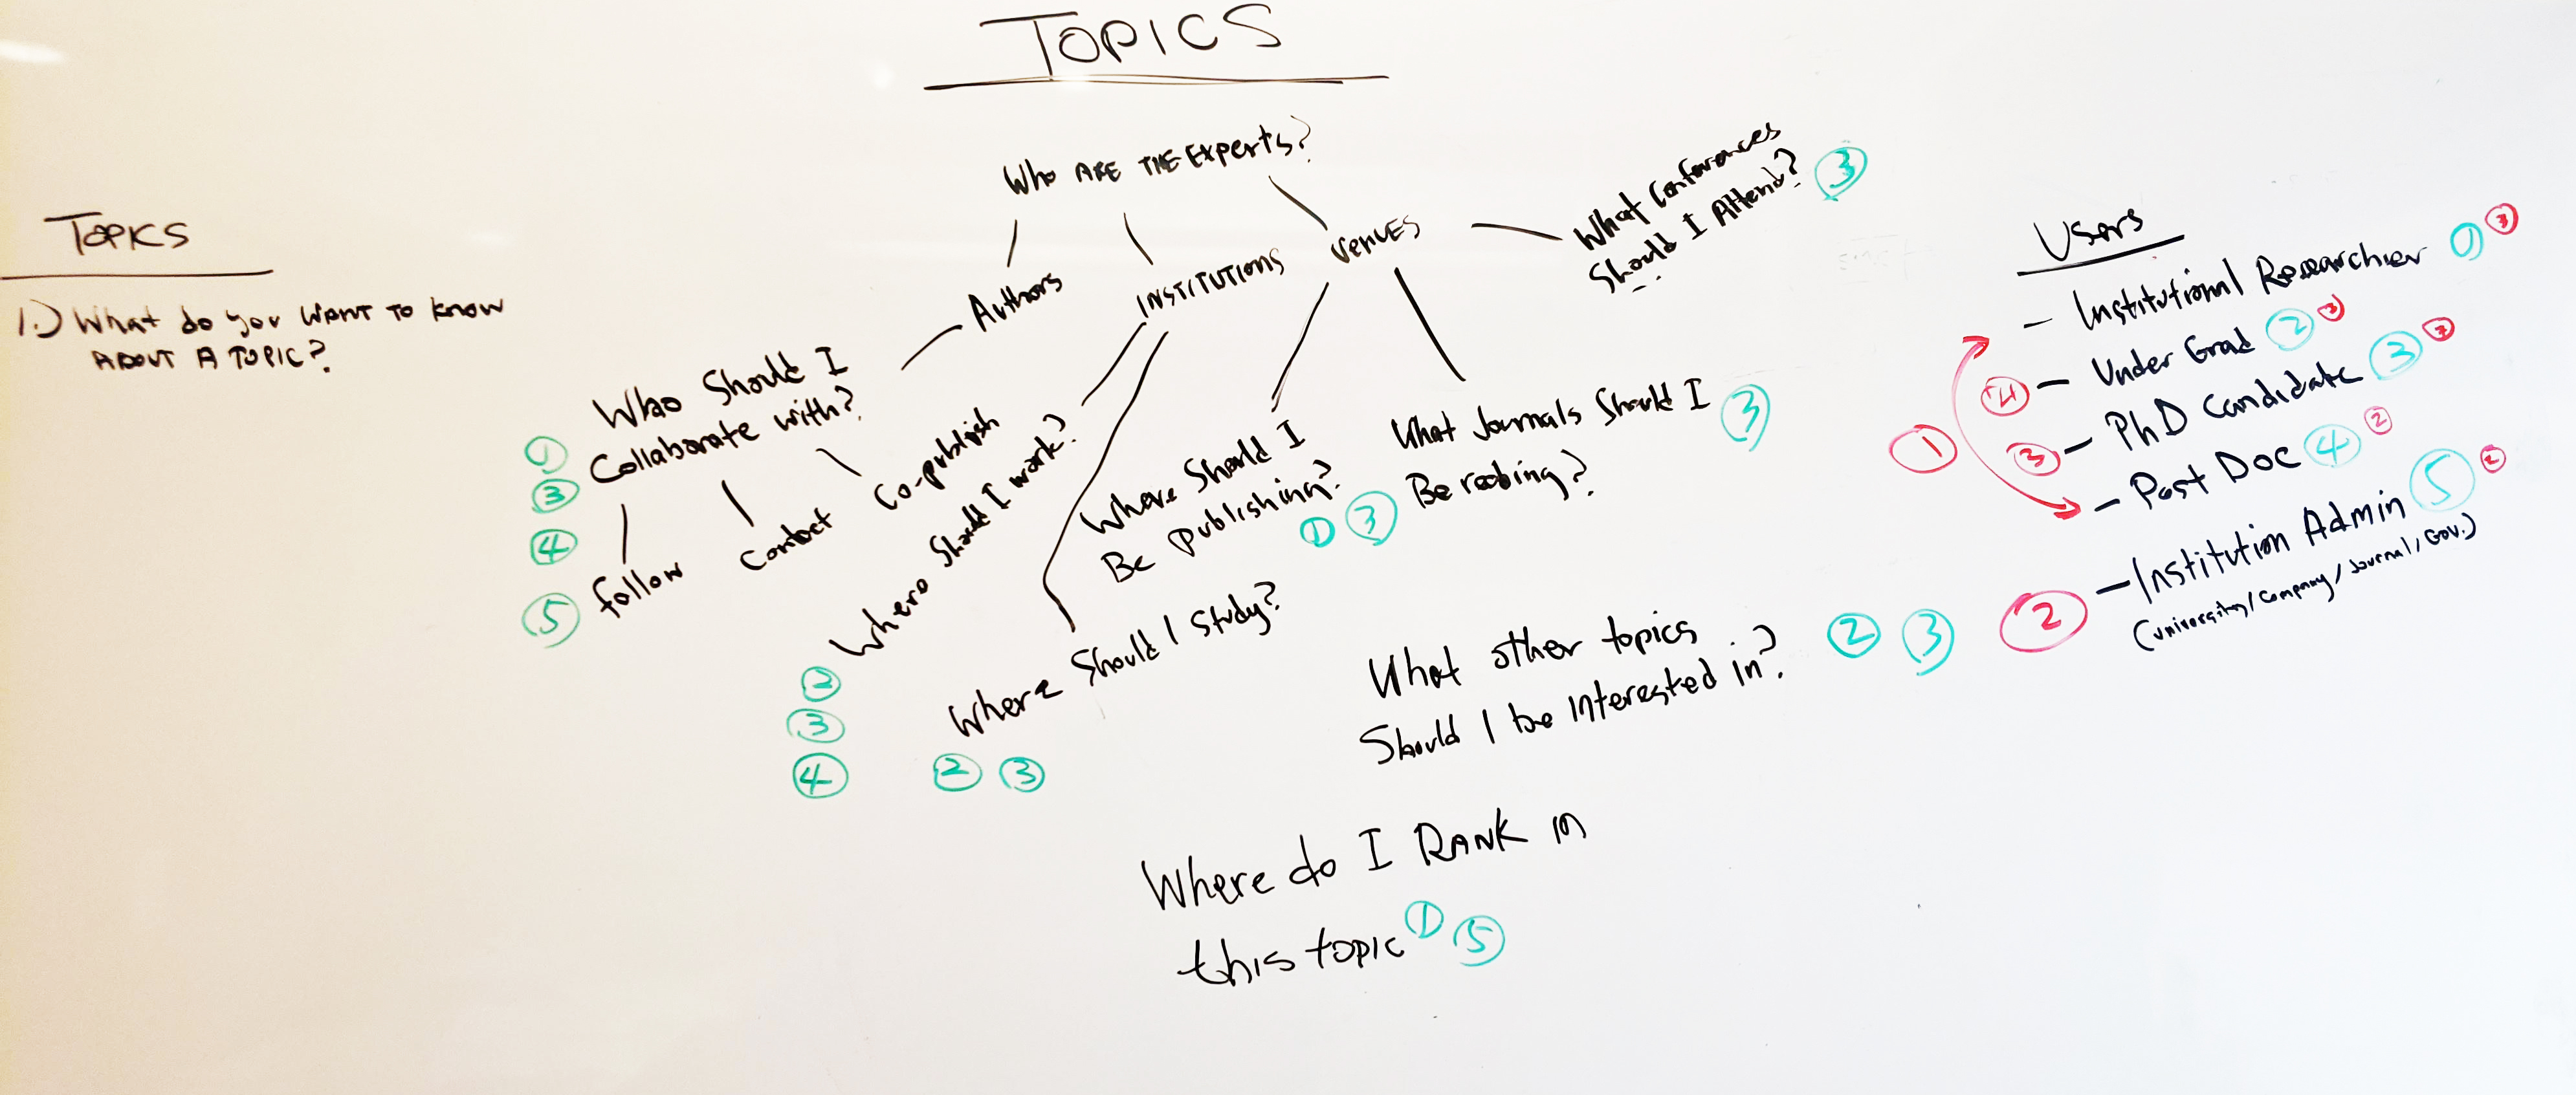 TOPICS
TOPICS
1.) What do you want to know
about a topic?
Who are the experts?
Authors
Institutions
Venues
What Conferences
Should I Attend? 3
Who Should I
Collaborate with?
1
3
4
5
follow
Contact
Co-publish
Where Should I work?
2
3
4
Where Should I Study?
2 3
Where Should I
Be publishing?
1 3
What Journals Should I
Be reading? 3
What other topics
Should I be interested in? 2 3
Where do I Rank in
this topic 1 5
Users
– Institutional Researcher 1
4 – Under Grad 2 3
3 – PhD Candidate 3
1
– Post Doc 4 2
2 – Institution Admin 5 2
(University/Company/Journal/Gov.)